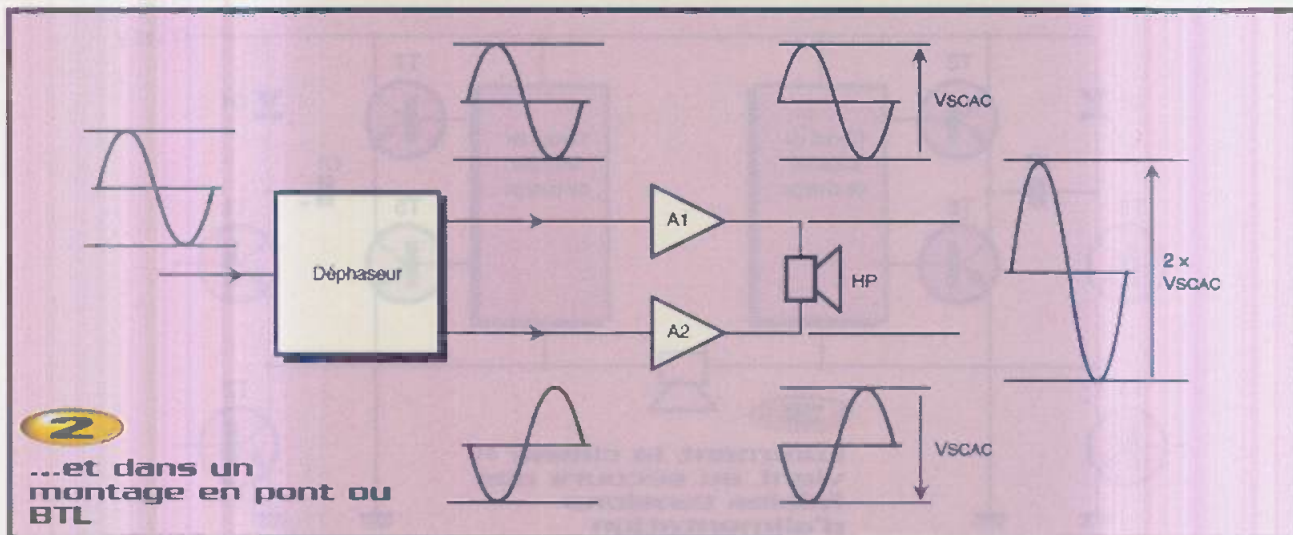 VSCAC
A1
2 x
VSCAC
Déphaseur
HP
A2
VSCAC
2
...et dans un
montage en pont ou
BTL